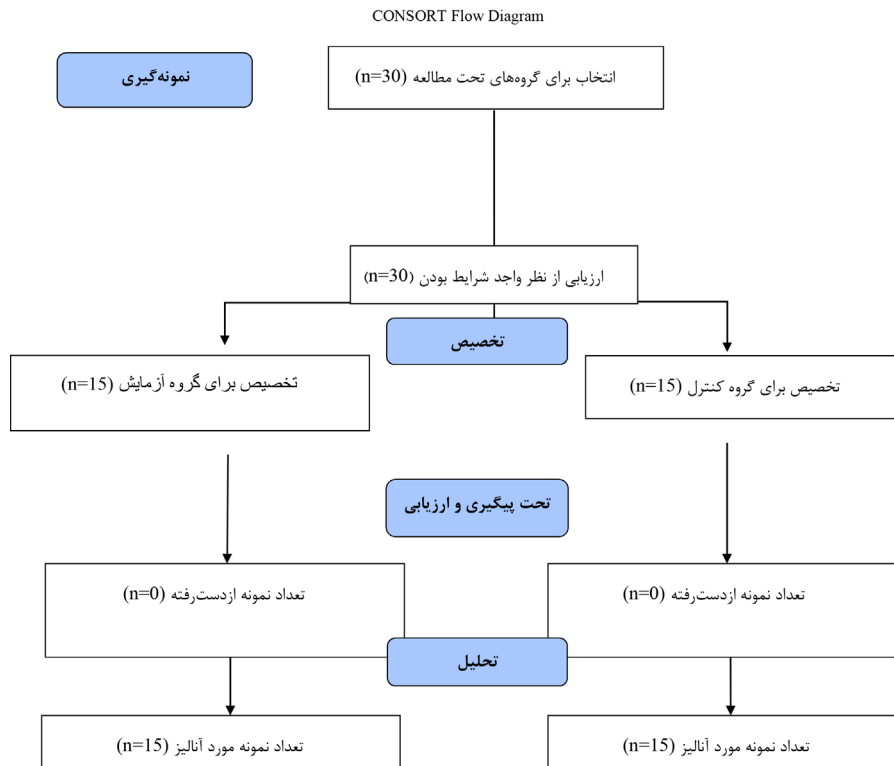 CONSORT Flow Diagram
نمونه‌گیری
انتخاب برای گروه‌های تحت مطالعه (n=30)
ارزیابی از نظر واجد شرایط بودن (n=30)
تخصیص
تخصیص برای گروه آزمایش (n=15)
تخصیص برای گروه کنترل (n=15)
تحت پیگیری و ارزیابی
تعداد نمونه ازدست‌رفته (n=0)
تعداد نمونه ازدست‌رفته (n=0)
تحلیل
تعداد نمونه مورد آنالیز (n=15)
تعداد نمونه مورد آنالیز (n=15)